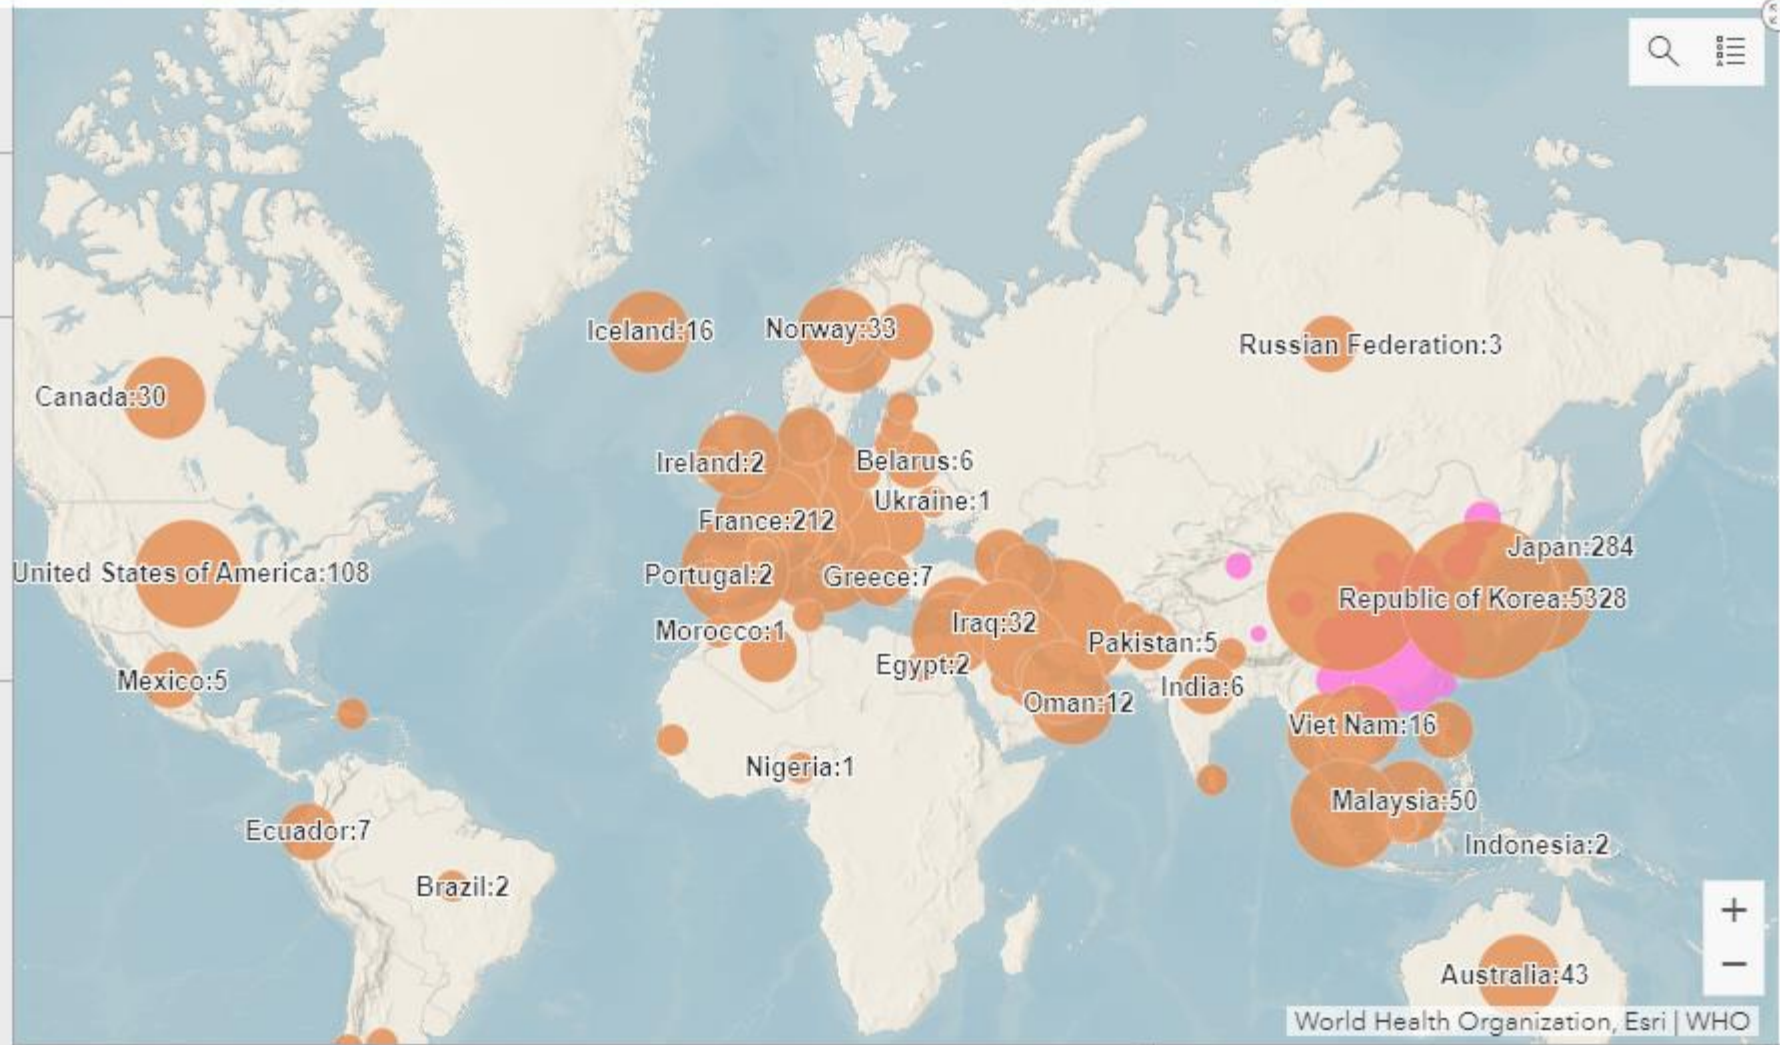 Iceland:16
Norway:33
Russian Federation:3
Canada:30
Ireland:2
Belarus:6
Ukraine:1
France:212
Japan:284
United States of America:108
Portugal:2
Greece:7
Republic of Korea:5328
Iraq:32
Morocco:1
Pakistan:5
Egypt:2
Mexico:5
India:6
Oman:12
Viet Nam:16
Nigeria:1
Malaysia:50
Ecuador:7
Indonesia:2
Brazil:2
Australia:43
World Health Organization, Esri | WHO